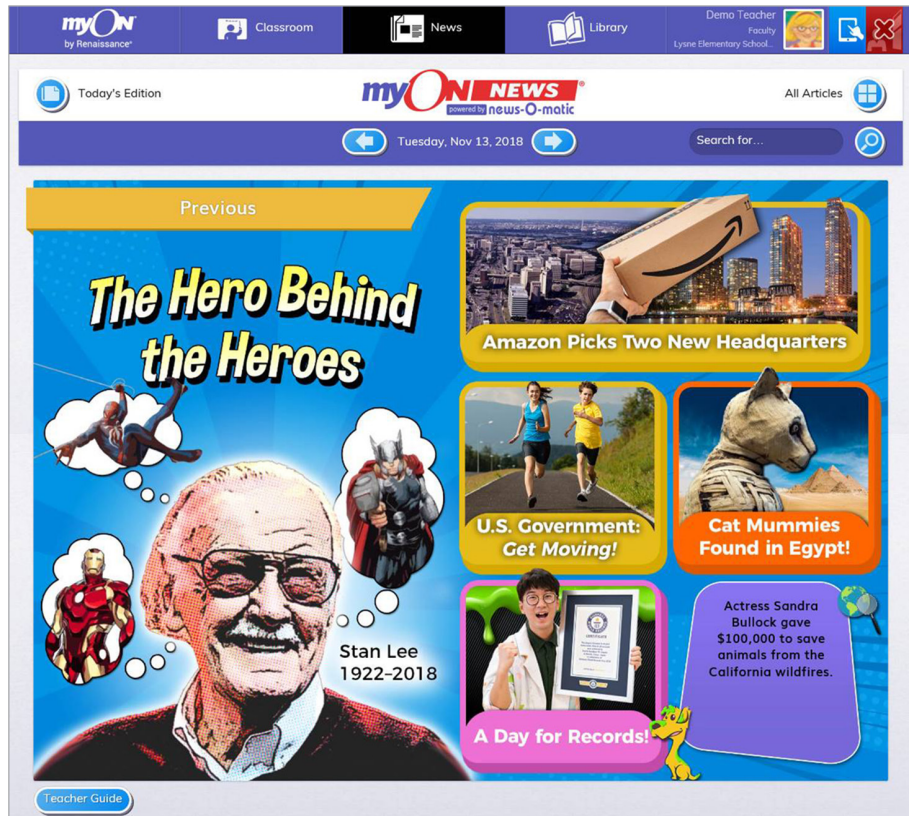 myON
by Renaissance®
Classroom
News
Library
Demo Teacher
Faculty
Lysne Elementary School...
Today's Edition
myON NEWS®
powered by news-O-matic
All Articles
Tuesday, Nov 13, 2018
Search for...
Previous
The Hero Behind
the Heroes
Stan Lee
1922–2018
Amazon Picks Two New Headquarters
U.S. Government:
Get Moving!
Cat Mummies
Found in Egypt!
A Day for Records!
Actress Sandra
Bullock gave
$100,000 to save
animals from the
California wildfires.
Teacher Guide